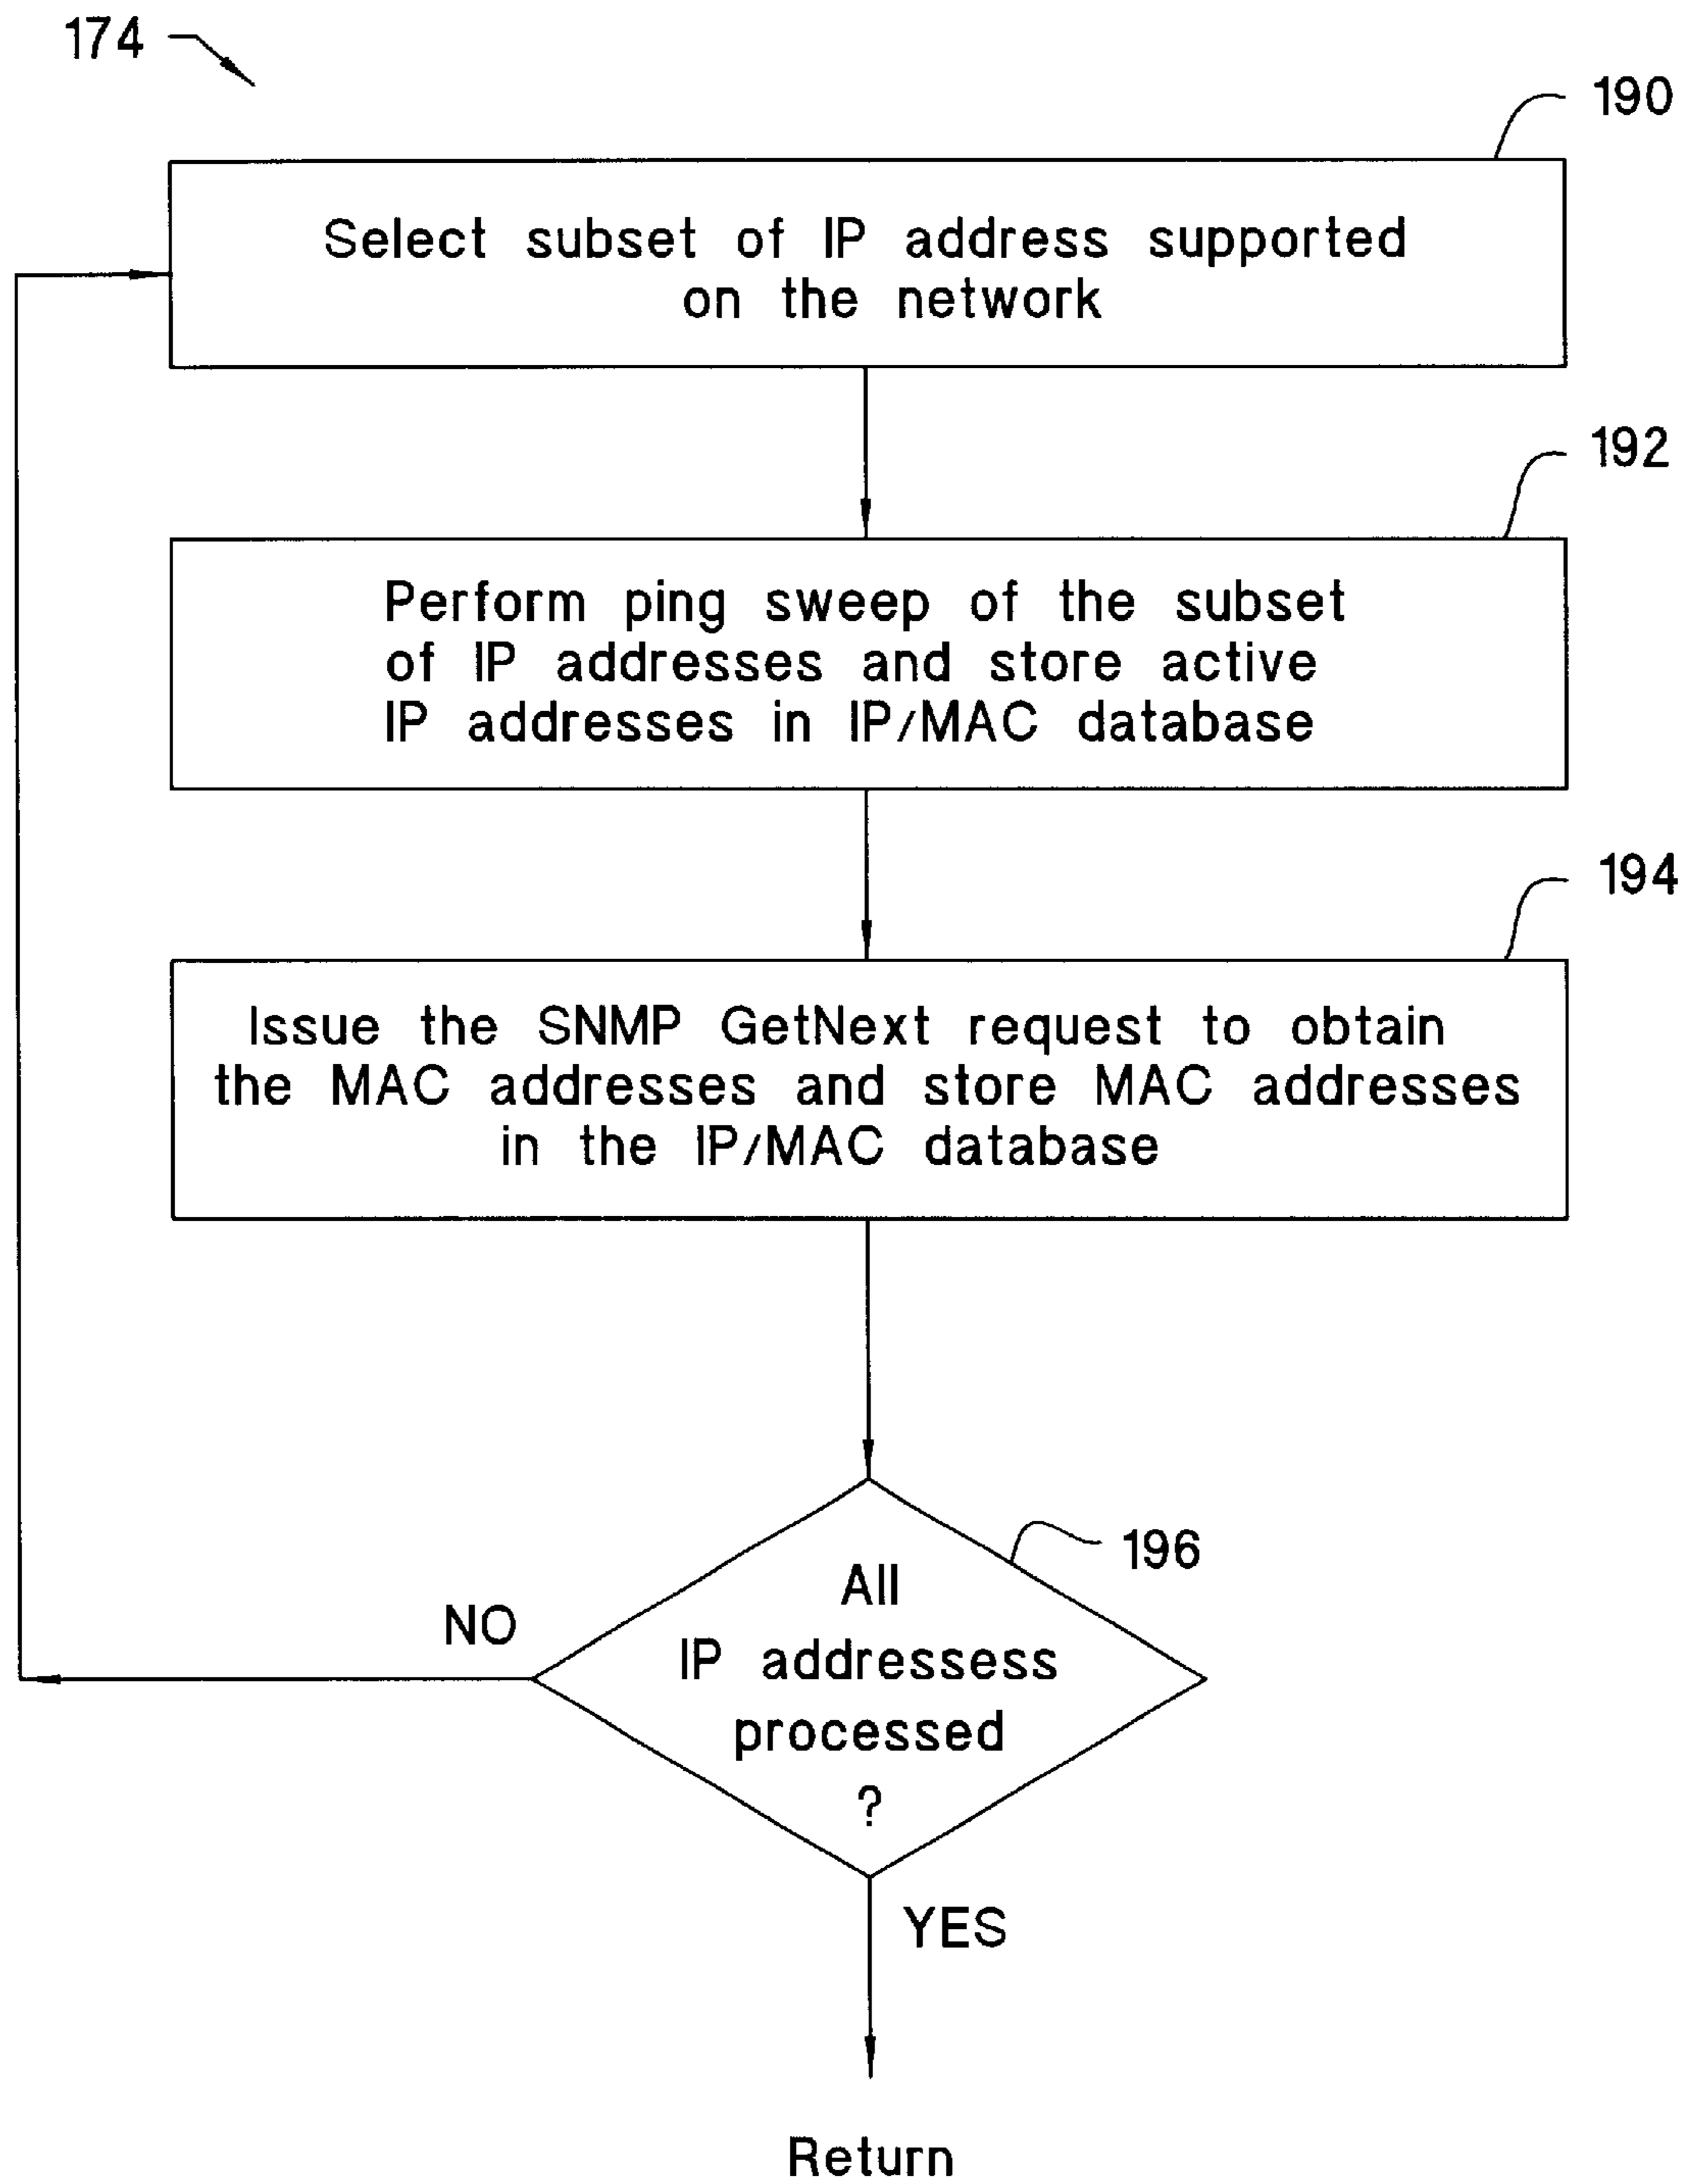 174
190
Select subset of IP address supported
on the network
192
Perform ping sweep of the subset
of IP addresses and store active
IP addresses in IP/MAC database
194
Issue the SNMP GetNext request to obtain
the MAC addresses and store MAC addresses
in the IP/MAC database
196
All
IP addressess
processed
?
NO
YES
Return